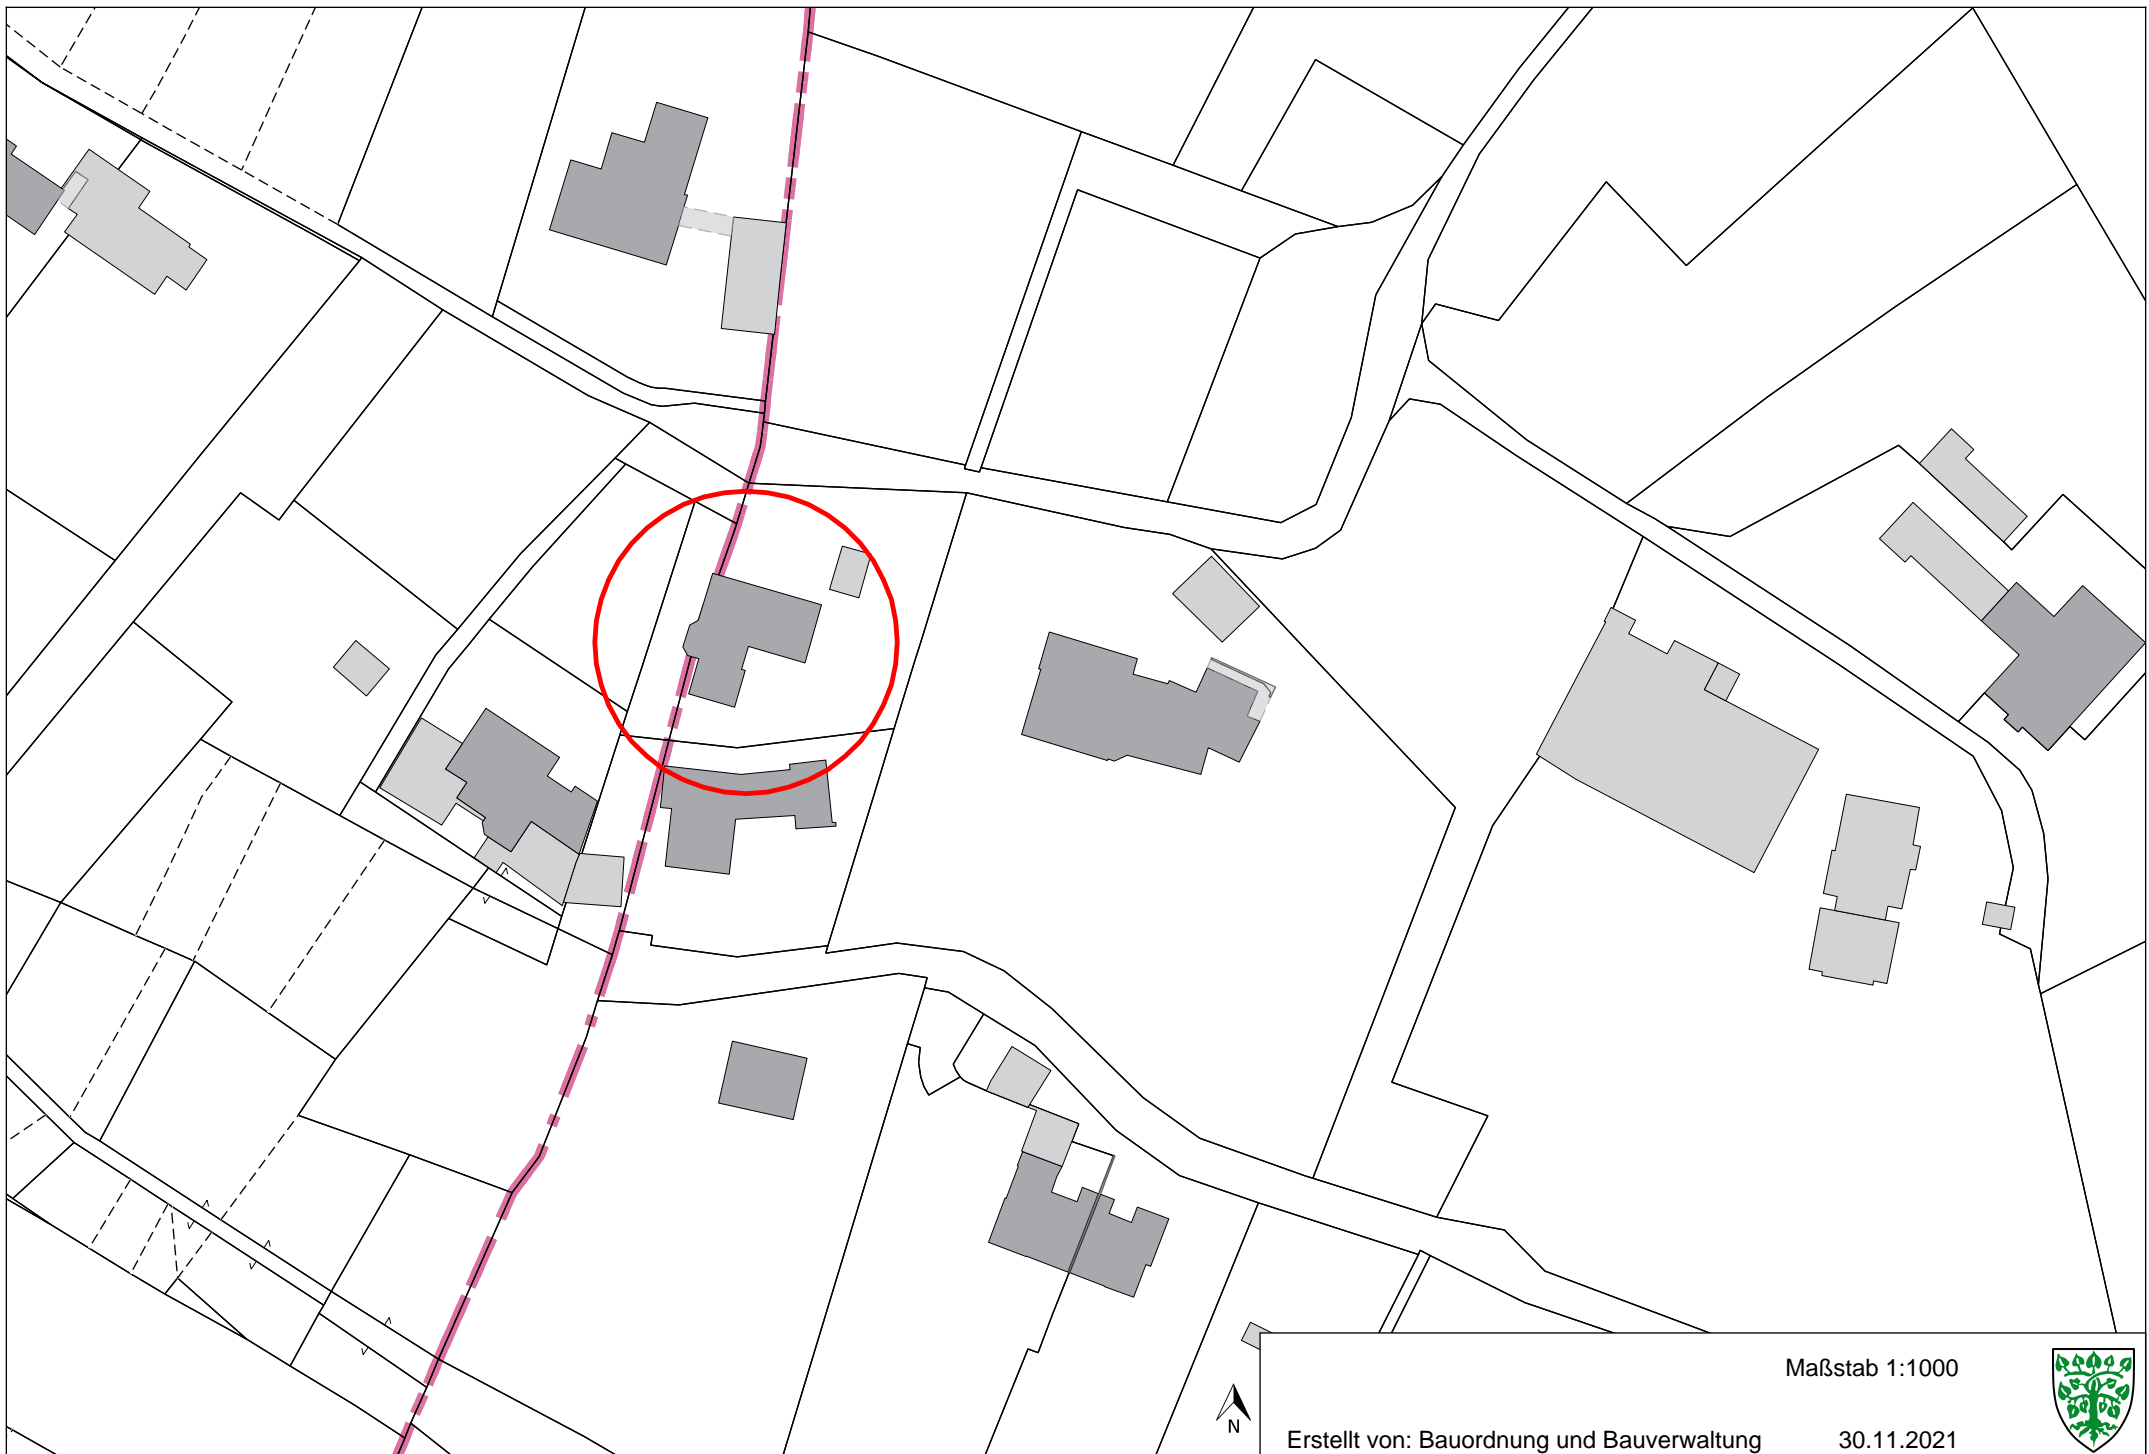 Maßstab 1:1000
N
Erstellt von: Bauordnung und Bauverwaltung 30.11.2021